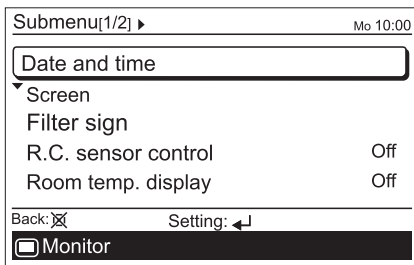 Submenu[1/2] Mo 10:00
Date and time
Screen
Filter sign
R.C. sensor control Off
Room temp. display Off
Back: Setting:
Monitor